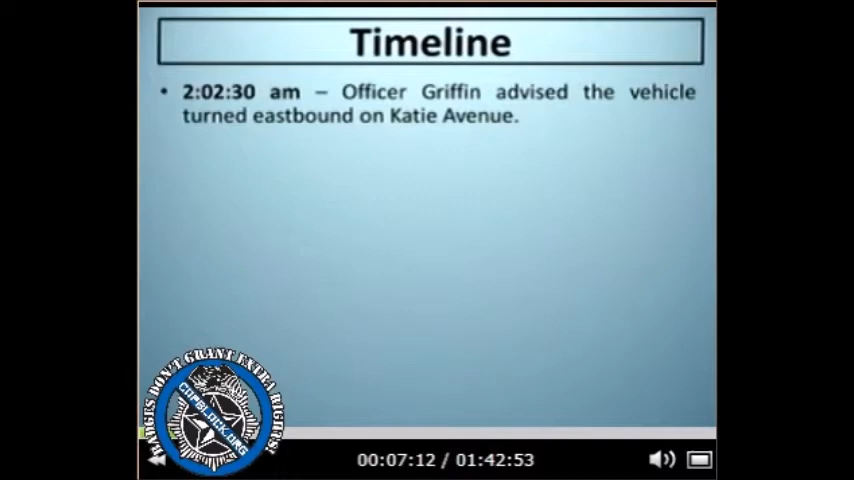 Timeline
• 2:02:30 am – Officer Griffin advised the vehicle
turned eastbound on Katie Avenue.
BADGES DON'T GRANT EXTRA RIGHTS!
COPBLOCK.ORG
00:07:12 / 01:42:53